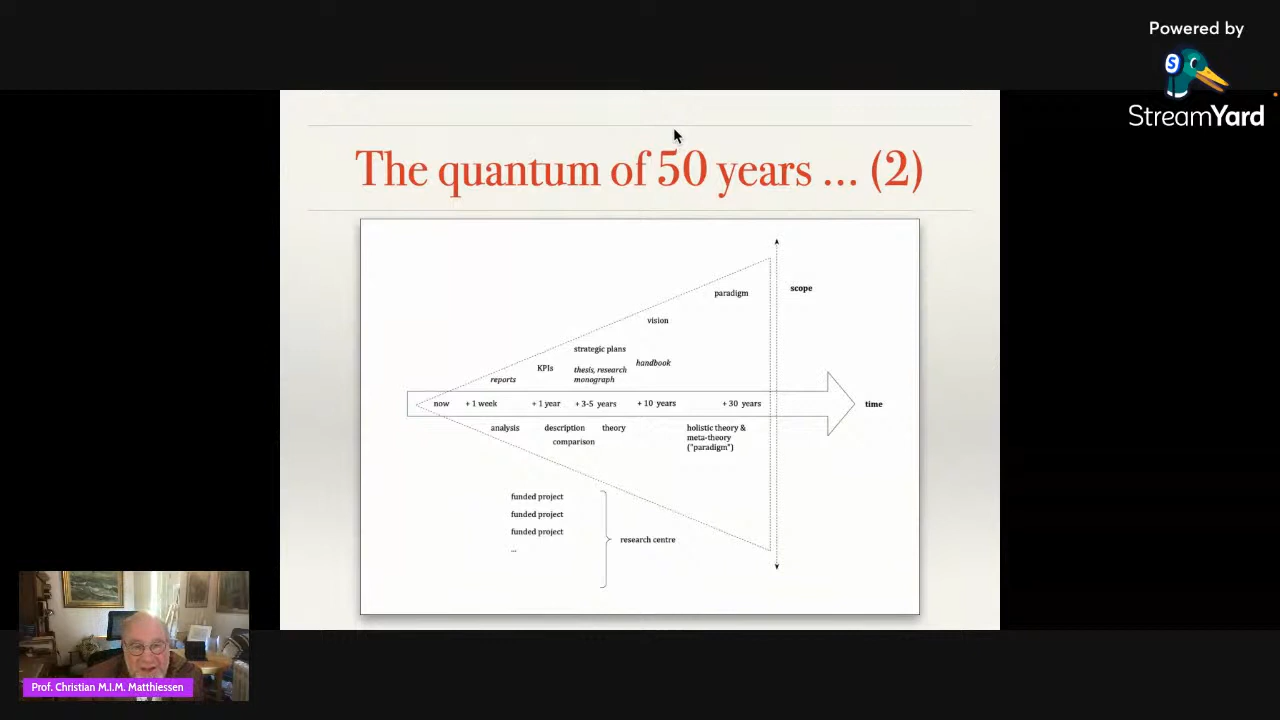 Powered by
S
StreamYard
The quantum of 50 years ... (2)
paradigm
scope
vision
strategic plans
handbook
KPIs
thesis, research
monograph
reports
now + 1 week + 1 year + 3-5 years + 10 years + 30 years
time
analysis description theory
comparison
holistic theory &
meta-theory
("paradigm")
funded project
funded project
funded project
...
research centre
Prof. Christian M.I.M. Matthiessen